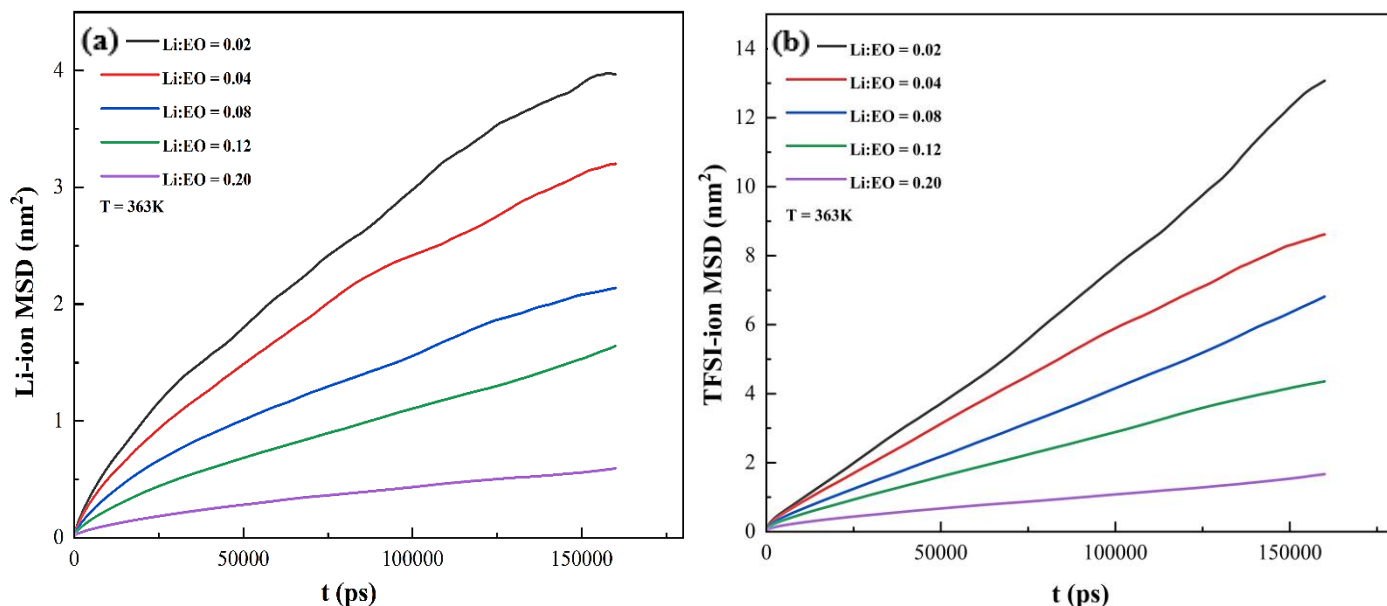 (a)
Li:EO = 0.02
Li:EO = 0.04
Li:EO = 0.08
Li:EO = 0.12
Li:EO = 0.20
T = 363K
Li-ion MSD (nm²)
4
3
2
1
0
0 50000 100000 150000
t (ps)
(b)
Li:EO = 0.02
Li:EO = 0.04
Li:EO = 0.08
Li:EO = 0.12
Li:EO = 0.20
T = 363K
TFSI-ion MSD (nm²)
14
12
10
8
6
4
2
0
0 50000 100000 150000
t (ps)